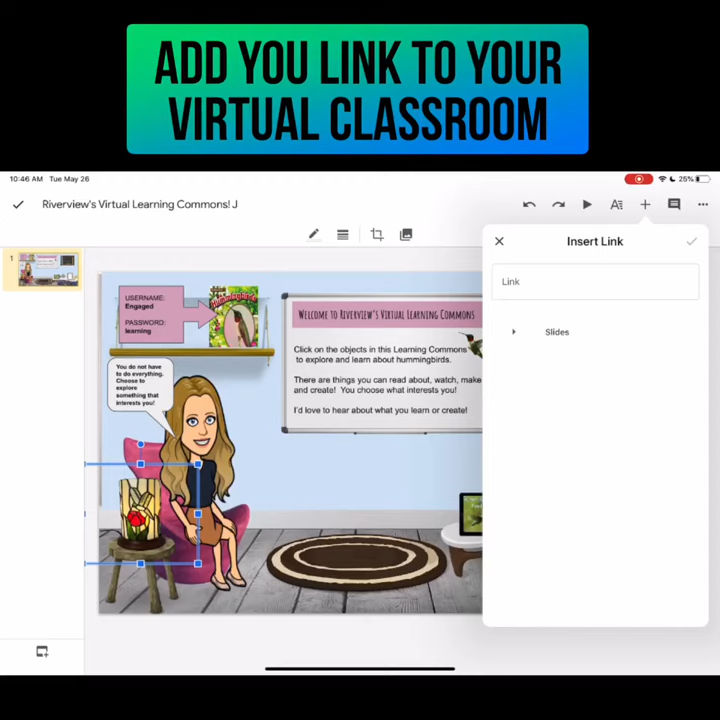 ADD YOU LINK TO YOUR
VIRTUAL CLASSROOM
10:46 AM Tue May 26
25%
Riverview's Virtual Learning Commons! J
Insert Link
Link
Slides
1
USERNAME:
Engaged
PASSWORD:
learning
Hummingbirds
WELCOME TO RIVERVIEW'S VIRTUAL LEARNING COMMONS
Click on the objects in this Learning Commons
to explore and learn about hummingbirds.
There are things you can read about, watch, make
and create! You choose what interests you!
I'd love to hear about what you learn or create!
You do not have
to do everything.
Choose to
explore
something that
interests you!